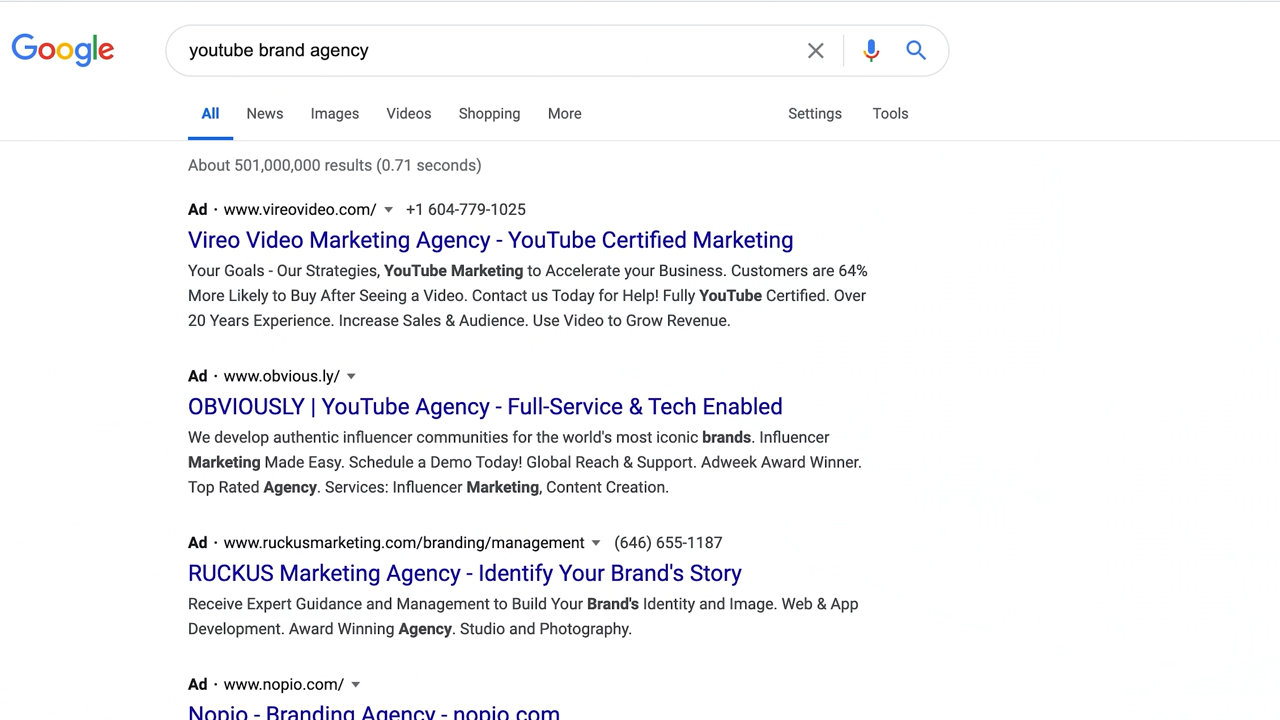 Google
youtube brand agency
All News Images Videos Shopping More Settings Tools
About 501,000,000 results (0.71 seconds)
Ad · www.vireovideo.com/ +1 604-779-1025
Vireo Video Marketing Agency - YouTube Certified Marketing
Your Goals - Our Strategies, YouTube Marketing to Accelerate your Business. Customers are 64%
More Likely to Buy After Seeing a Video. Contact us Today for Help! Fully YouTube Certified. Over
20 Years Experience. Increase Sales & Audience. Use Video to Grow Revenue.
Ad · www.obvious.ly/
OBVIOUSLY | YouTube Agency - Full-Service & Tech Enabled
We develop authentic influencer communities for the world's most iconic brands. Influencer
Marketing Made Easy. Schedule a Demo Today! Global Reach & Support. Adweek Award Winner.
Top Rated Agency. Services: Influencer Marketing, Content Creation.
Ad · www.ruckusmarketing.com/branding/management (646) 655-1187
RUCKUS Marketing Agency - Identify Your Brand's Story
Receive Expert Guidance and Management to Build Your Brand's Identity and Image. Web & App
Development. Award Winning Agency. Studio and Photography.
Ad · www.nopio.com/
Nopio - Branding Agency - nopio.com